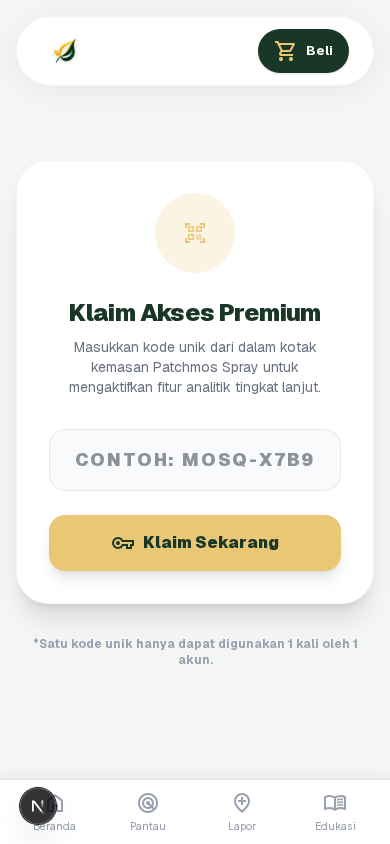 Beli
Klaim Akses Premium
Masukkan kode unik dari dalam kotak
kemasan Patchmos Spray untuk
mengaktifkan fitur analitik tingkat lanjut.
CONTOH: MOSQ-X7B9
Klaim Sekarang
*Satu kode unik hanya dapat digunakan 1 kali oleh 1
akun.
N
Beranda
Pantau
Lapor
Edukasi